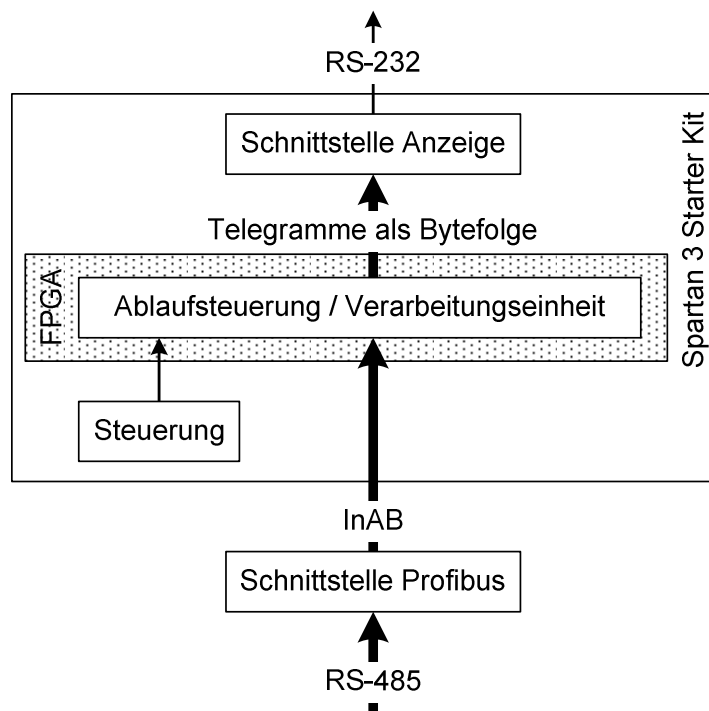 RS-232
Schnittstelle Anzeige
Spartan 3 Starter Kit
Telegramme als Bytefolge
FPGA
Ablaufsteuerung / Verarbeitungseinheit
Steuerung
InAB
Schnittstelle Profibus
RS-485